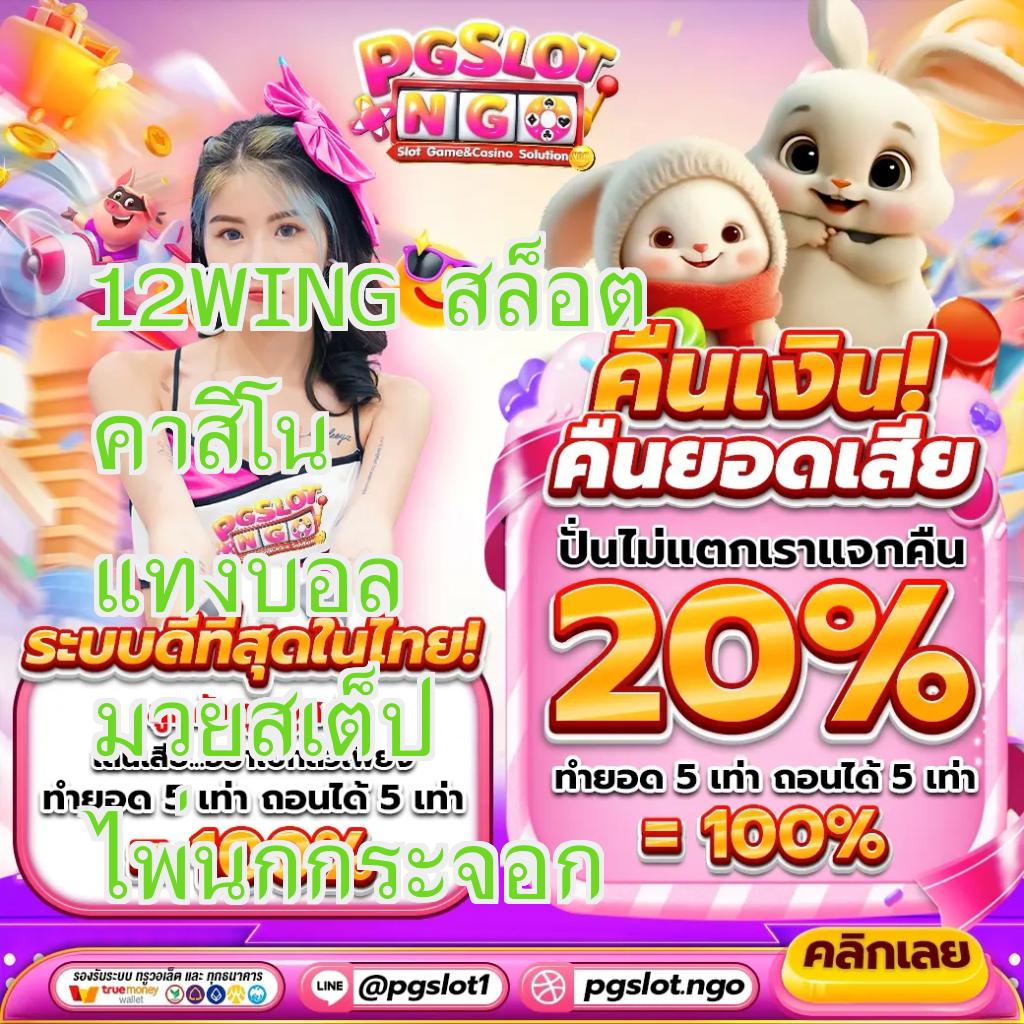 PGSLOT
NGO
Slot Game&Casino Solution
12WING สล็อต
คาสิโน
แทงบอล
มวยสเต็ป
ไพ่นกกระจอก
PGSLOT
NGO
คืนเงิน!
คืนยอดเสีย
ปั่นไม่แตกเราแจกคืน
20%
ทำยอด 5 เท่า ถอนได้ 5 เท่า
= 100%
ระบบดีที่สุดในไทย!
ทำยอด 5 เท่า ถอนได้ 5 เท่า
= 100%
คลิกเลย
รองรับระบบ ทรูวอเล็ต และ ทุกธนาคาร
truemoney
wallet
LINE @pgslot1
pgslot.ngo